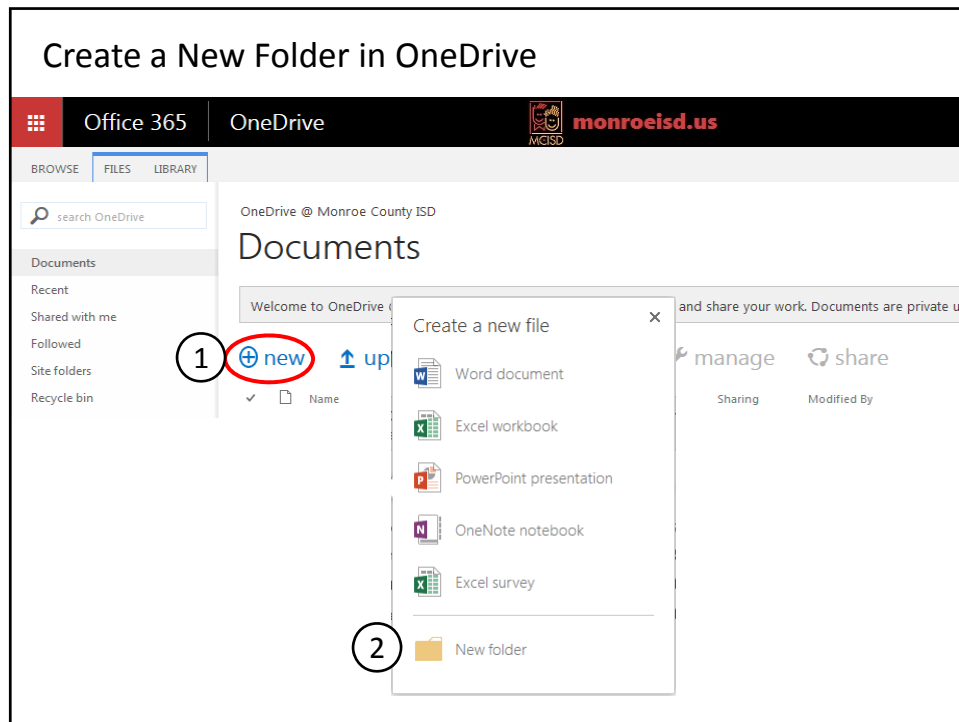 Create a New Folder in OneDrive
Office 365 OneDrive MCISD monroeisd.us
BROWSE FILES LIBRARY
search OneDrive
Documents
Recent
Shared with me
Followed
Site folders
Recycle bin
OneDrive @ Monroe County ISD
Documents
Welcome to OneDrive and share your work. Documents are private u
1 new up manage share
Name Sharing Modified By
Create a new file
Word document
Excel workbook
PowerPoint presentation
OneNote notebook
Excel survey
2 New folder